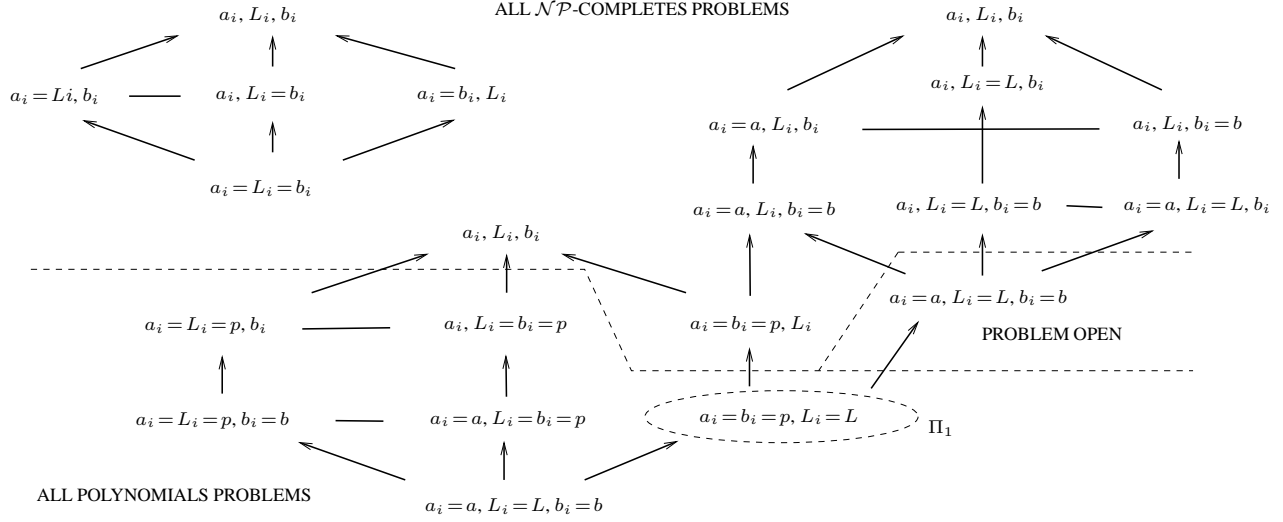 ALL 𝒩𝒫-COMPLETES PROBLEMS
a_i, L_i, b_i
a_i = Li, b_i
a_i, L_i = b_i
a_i = b_i, L_i
a_i = L_i = b_i
a_i, L_i, b_i
a_i, L_i = L, b_i
a_i = a, L_i, b_i
a_i, L_i, b_i = b
a_i = a, L_i, b_i = b
a_i, L_i = L, b_i = b
a_i = a, L_i = L, b_i
a_i = a, L_i = L, b_i = b
PROBLEM OPEN
a_i, L_i, b_i
a_i = L_i = p, b_i
a_i, L_i = b_i = p
a_i = b_i = p, L_i
a_i = L_i = p, b_i = b
a_i = a, L_i = b_i = p
a_i = b_i = p, L_i = L
Π_1
ALL POLYNOMIALS PROBLEMS
a_i = a, L_i = L, b_i = b